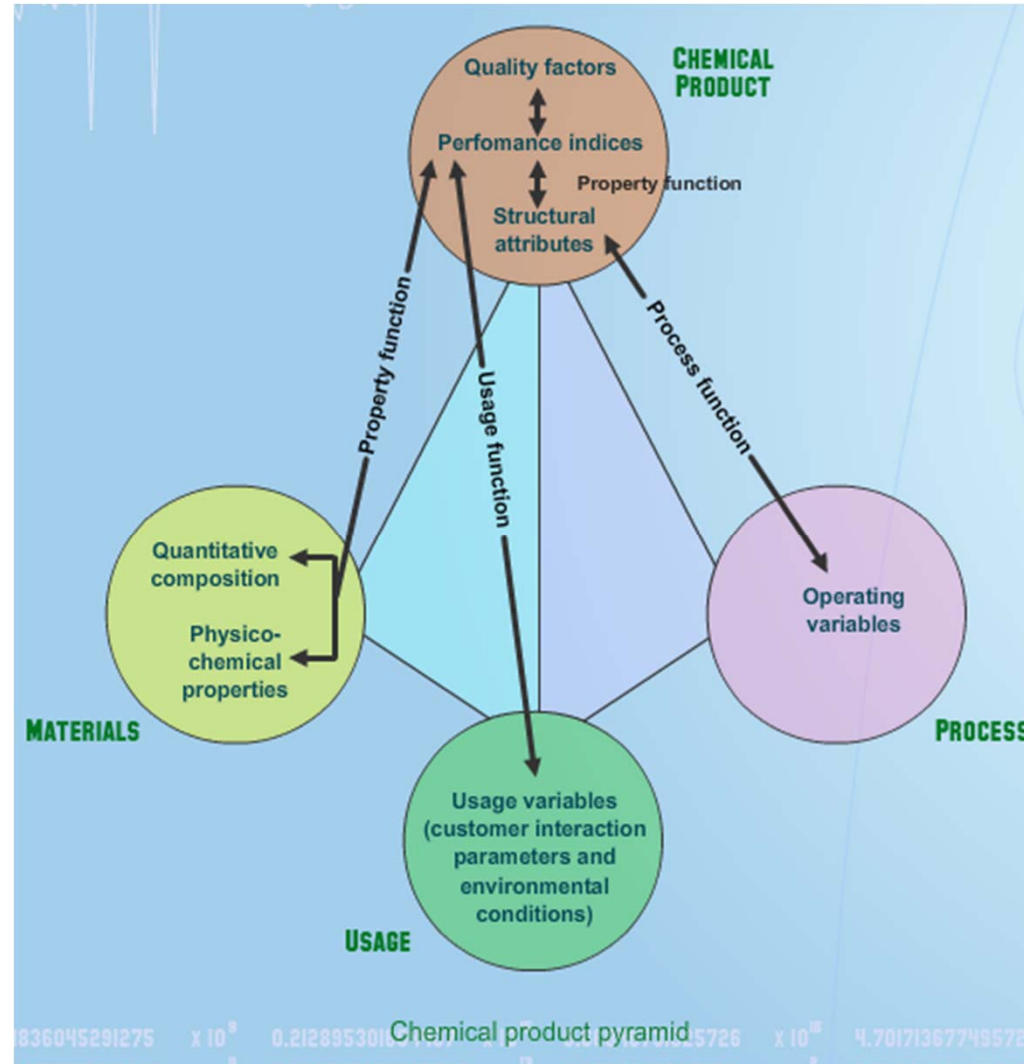 CHEMICAL
PRODUCT
Quality factors
Perfomance indices
Property function
Structural
attributes
Property function
Usage function
Process function
Quantitative
composition
Physico-
chemical
properties
MATERIALS
Operating
variables
PROCESS
Usage variables
(customer interaction
parameters and
environmental
conditions)
USAGE
Chemical product pyramid